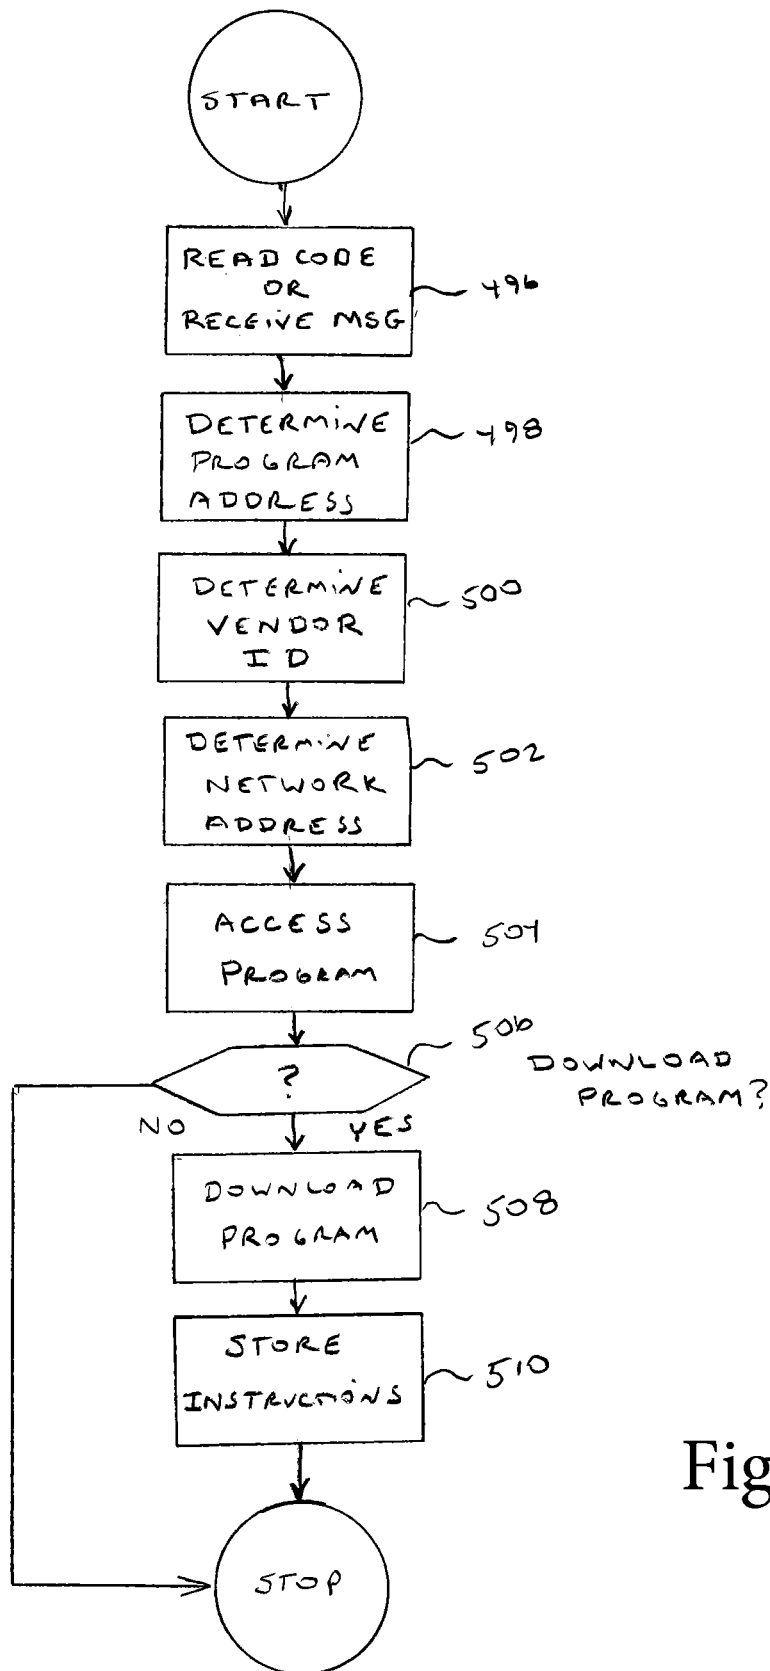 START
READ CODE
OR
RECEIVE MSG
496
DETERMINE
PROGRAM
ADDRESS
498
DETERMINE
VENDOR
ID
500
DETERMINE
NETWORK
ADDRESS
502
ACCESS
PROGRAM
504
?
506
DOWNLOAD
PROGRAM?
NO
YES
DOWNLOAD
PROGRAM
508
STORE
INSTRUCTIONS
510
STOP
Fig